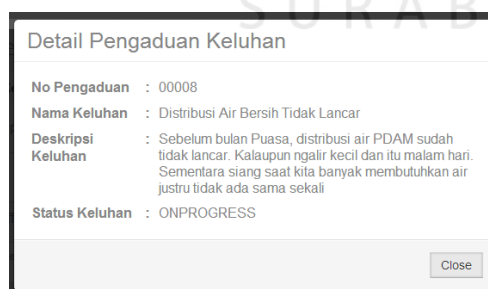 SURAB
Detail Pengaduan Keluhan
No Pengaduan : 00008
Nama Keluhan : Distribusi Air Bersih Tidak Lancar
Deskripsi Keluhan : Sebelum bulan Puasa, distribusi air PDAM sudah
tidak lancar. Kalaupun ngalir kecil dan itu malam hari.
Sementara siang saat kita banyak membutuhkan air
justru tidak ada sama sekali
Status Keluhan : ONPROGRESS
Close